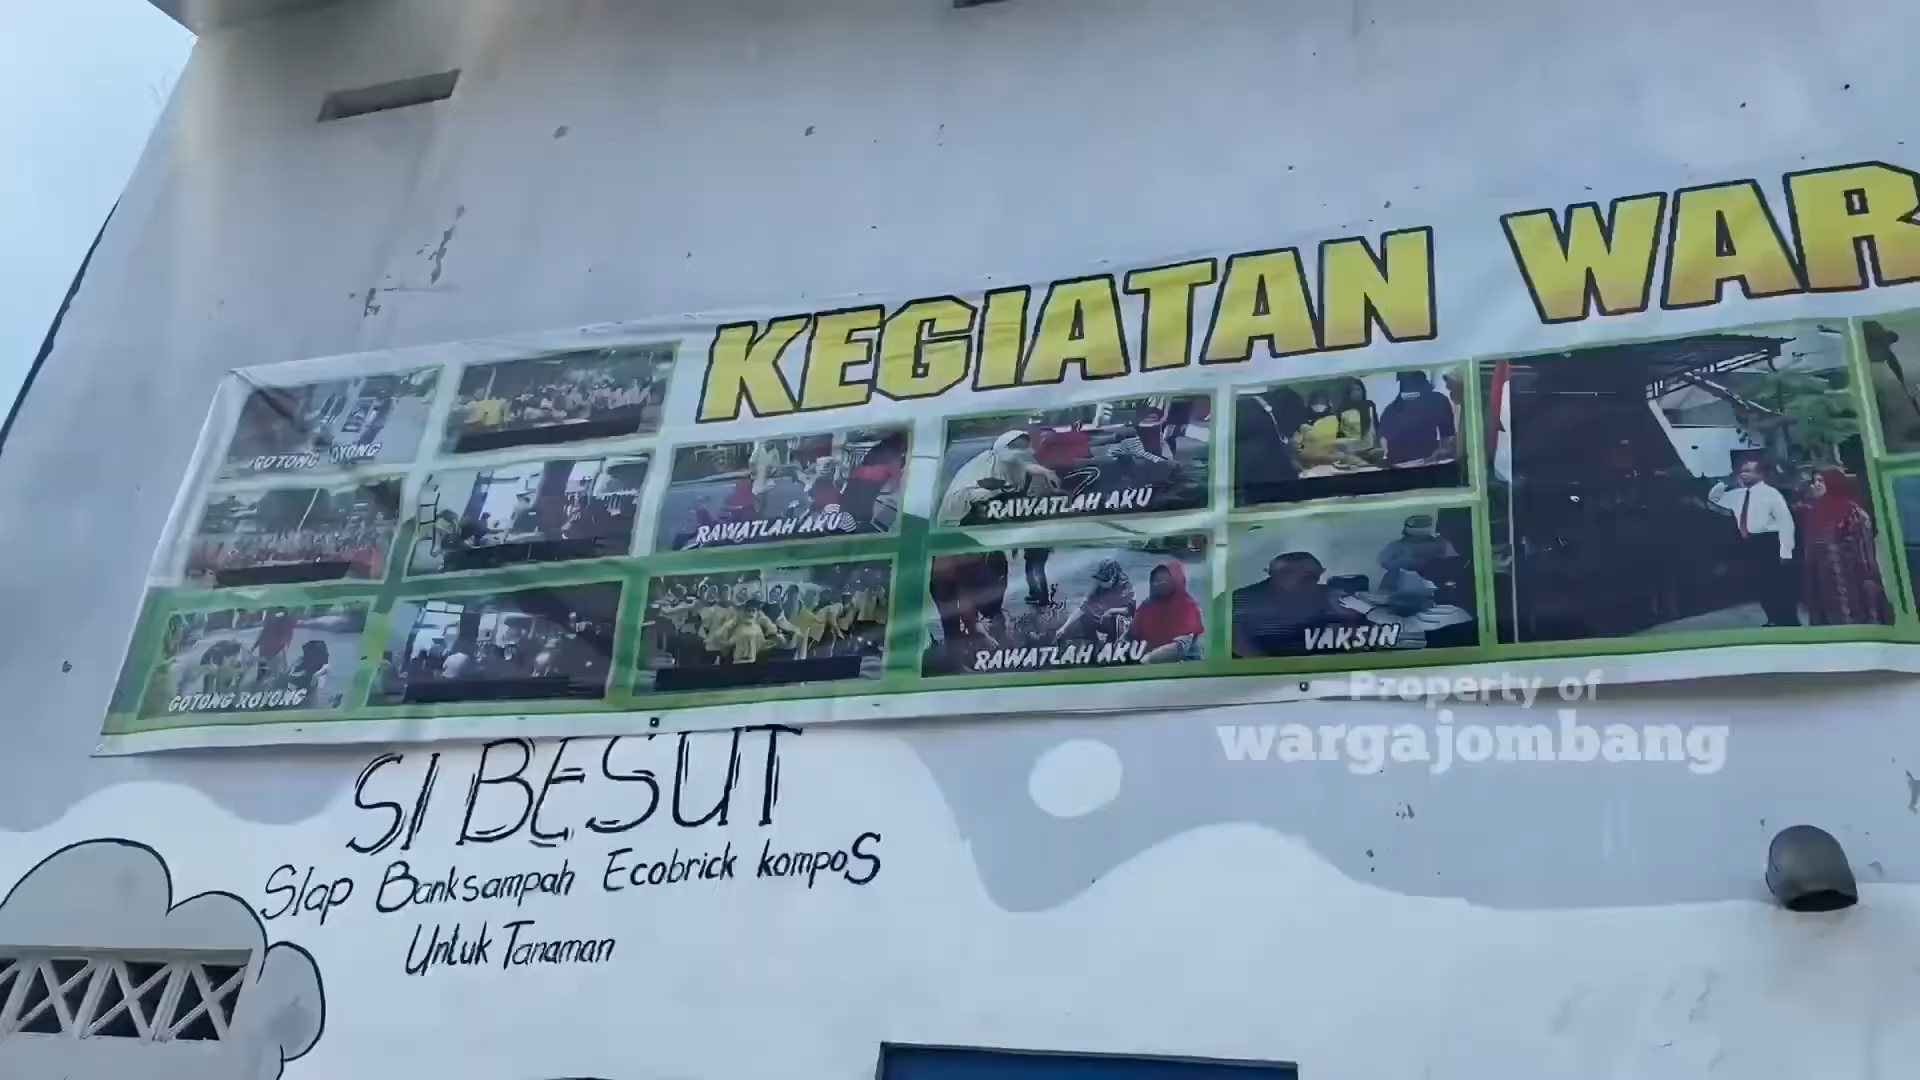 KEGIATAN WAR
GOTONG ROYONG
RAWATLAH AKU
RAWATLAH AKU
GOTONG ROYONG
RAWATLAH AKU
VAKSIN
Property of
wargajombang
SI BESUT
SIap Banksampah Ecobrick kompoS
Untuk Tanaman